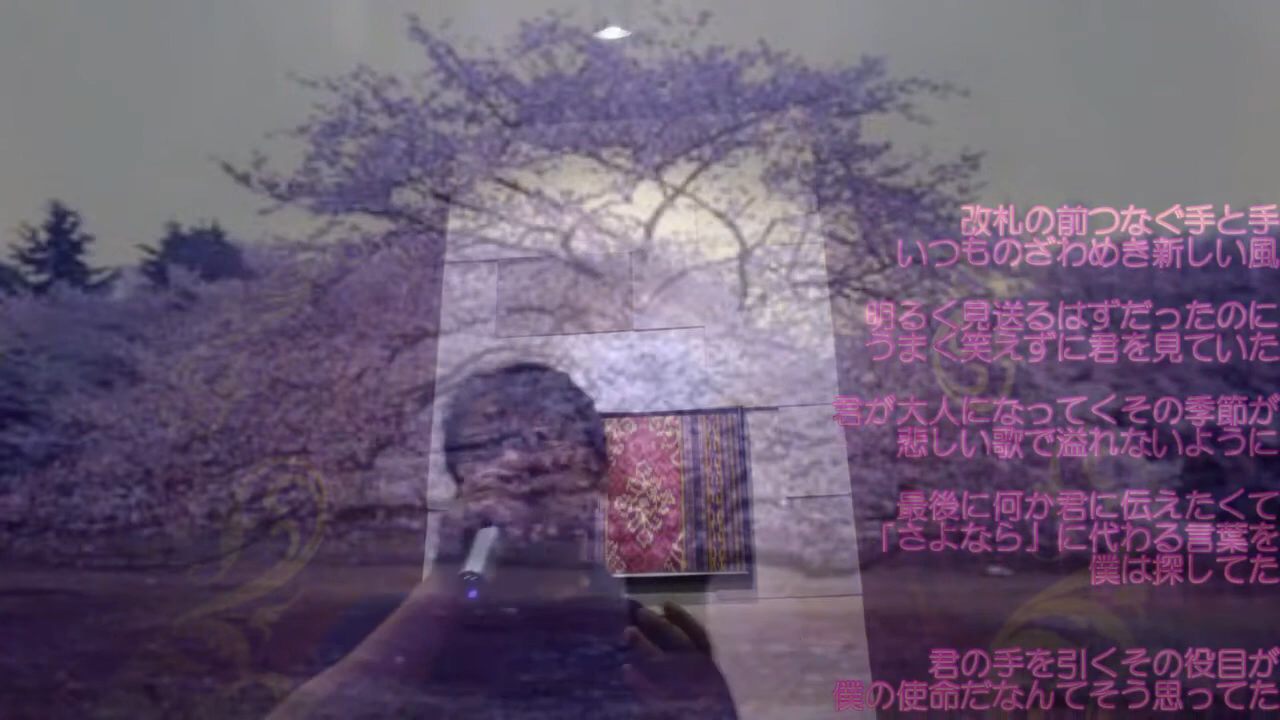 改札の前つなぐ手と手
いつものざわめき新しい風
明るく見送るはずだったのに
うまく笑えずに君を見ていた
君が大人になってくその季節が
悲しい歌で溢れないように
最後に何か君に伝えたくて
「さよなら」に代わる言葉を
僕は探してた
君の手を引くその役目が
僕の使命だなんてそう思ってた